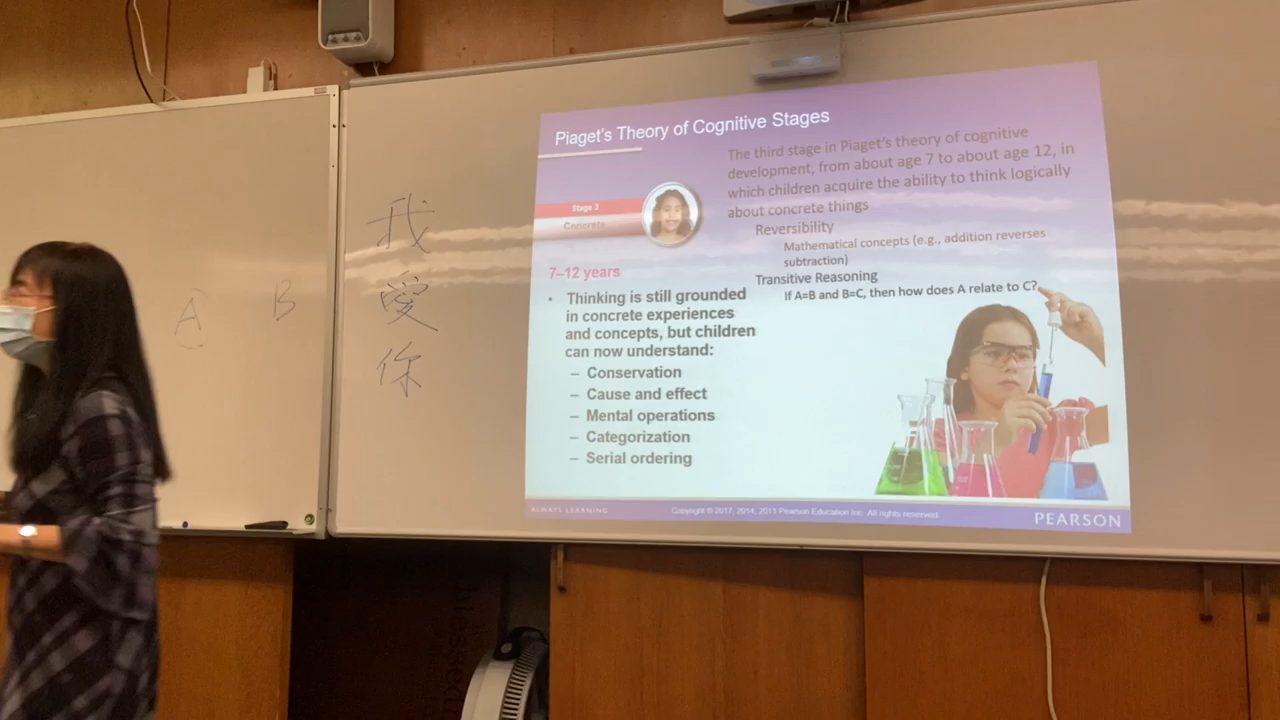 A
B
我
愛
你
Piaget's Theory of Cognitive Stages
Stage 3
Concrete
7–12 years
• Thinking is still grounded
in concrete experiences
and concepts, but children
can now understand:
– Conservation
– Cause and effect
– Mental operations
– Categorization
– Serial ordering
The third stage in Piaget's theory of cognitive
development, from about age 7 to about age 12, in
which children acquire the ability to think logically
about concrete things
Reversibility
Mathematical concepts (e.g., addition reverses
subtraction)
Transitive Reasoning
If A=B and B=C, then how does A relate to C?
ALWAYS LEARNING
Copyright © 2017, 2014, 2011 Pearson Education Inc. All rights reserved
PEARSON